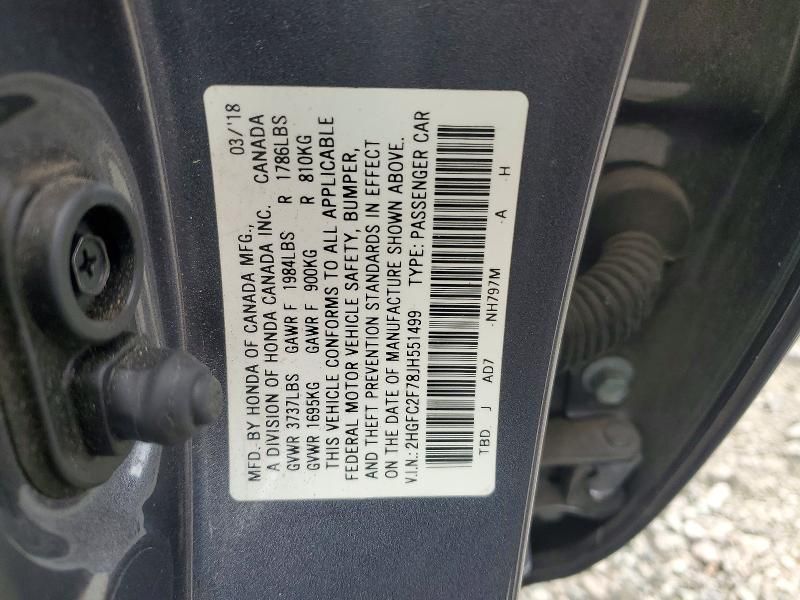 MFD. BY HONDA OF CANADA MFG., 03/'18
A DIVISION OF HONDA CANADA INC. CANADA
GVWR 3737LBS GAWR F 1984LBS R 1786LBS
GVWR 1695KG GAWR F 900KG R 810KG
THIS VEHICLE CONFORMS TO ALL APPLICABLE
FEDERAL MOTOR VEHICLE SAFETY, BUMPER,
AND THEFT PREVENTION STANDARDS IN EFFECT
ON THE DATE OF MANUFACTURE SHOWN ABOVE.
V.I.N.: 2HGFC2F78JH551499 TYPE: PASSENGER CAR
TBD J AD7 -NH797M -A -H